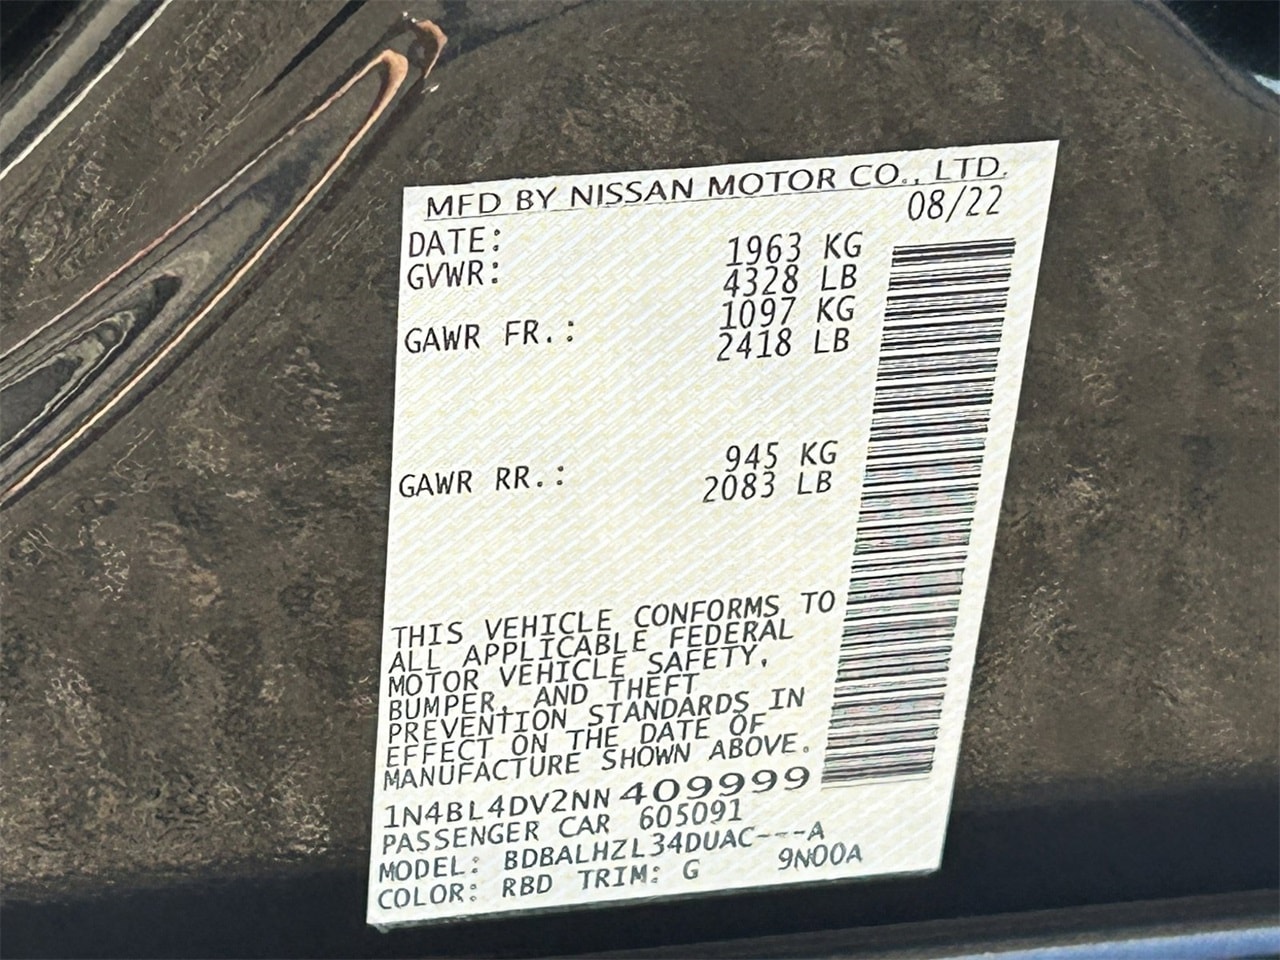 MFD BY NISSAN MOTOR CO., LTD.
DATE: 08/22
GVWR: 1963 KG
4328 LB
GAWR FR.: 1097 KG
2418 LB
GAWR RR.: 945 KG
2083 LB
THIS VEHICLE CONFORMS TO
ALL APPLICABLE FEDERAL
MOTOR VEHICLE SAFETY,
BUMPER, AND THEFT
PREVENTION STANDARDS IN
EFFECT ON THE DATE OF
MANUFACTURE SHOWN ABOVE.
1N4BL4DV2NN409999
PASSENGER CAR 605091
MODEL: BDBALHZL34DUAC---A
COLOR: RBD TRIM: G 9N00A